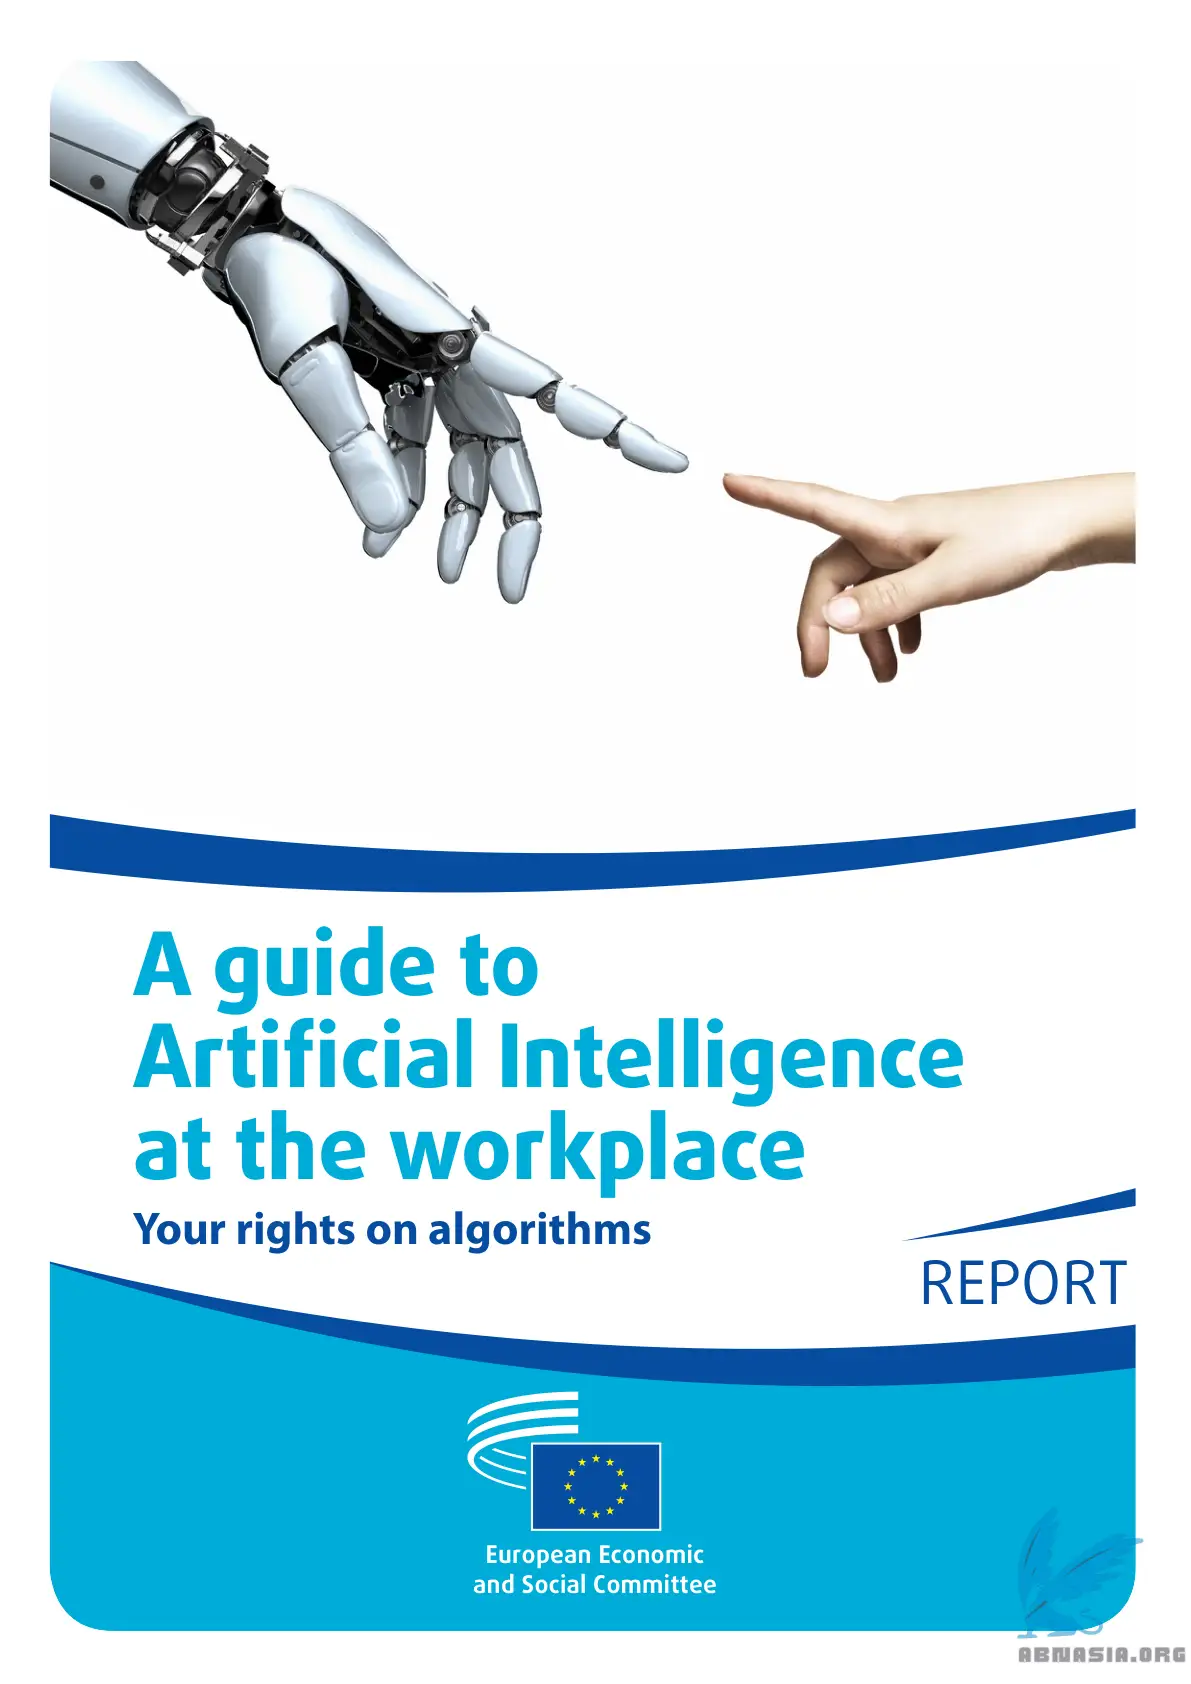 A guide to
Artificial Intelligence
at the workplace
Your rights on algorithms
REPORT
European Economic
and Social Committee
ABNASIA.ORG